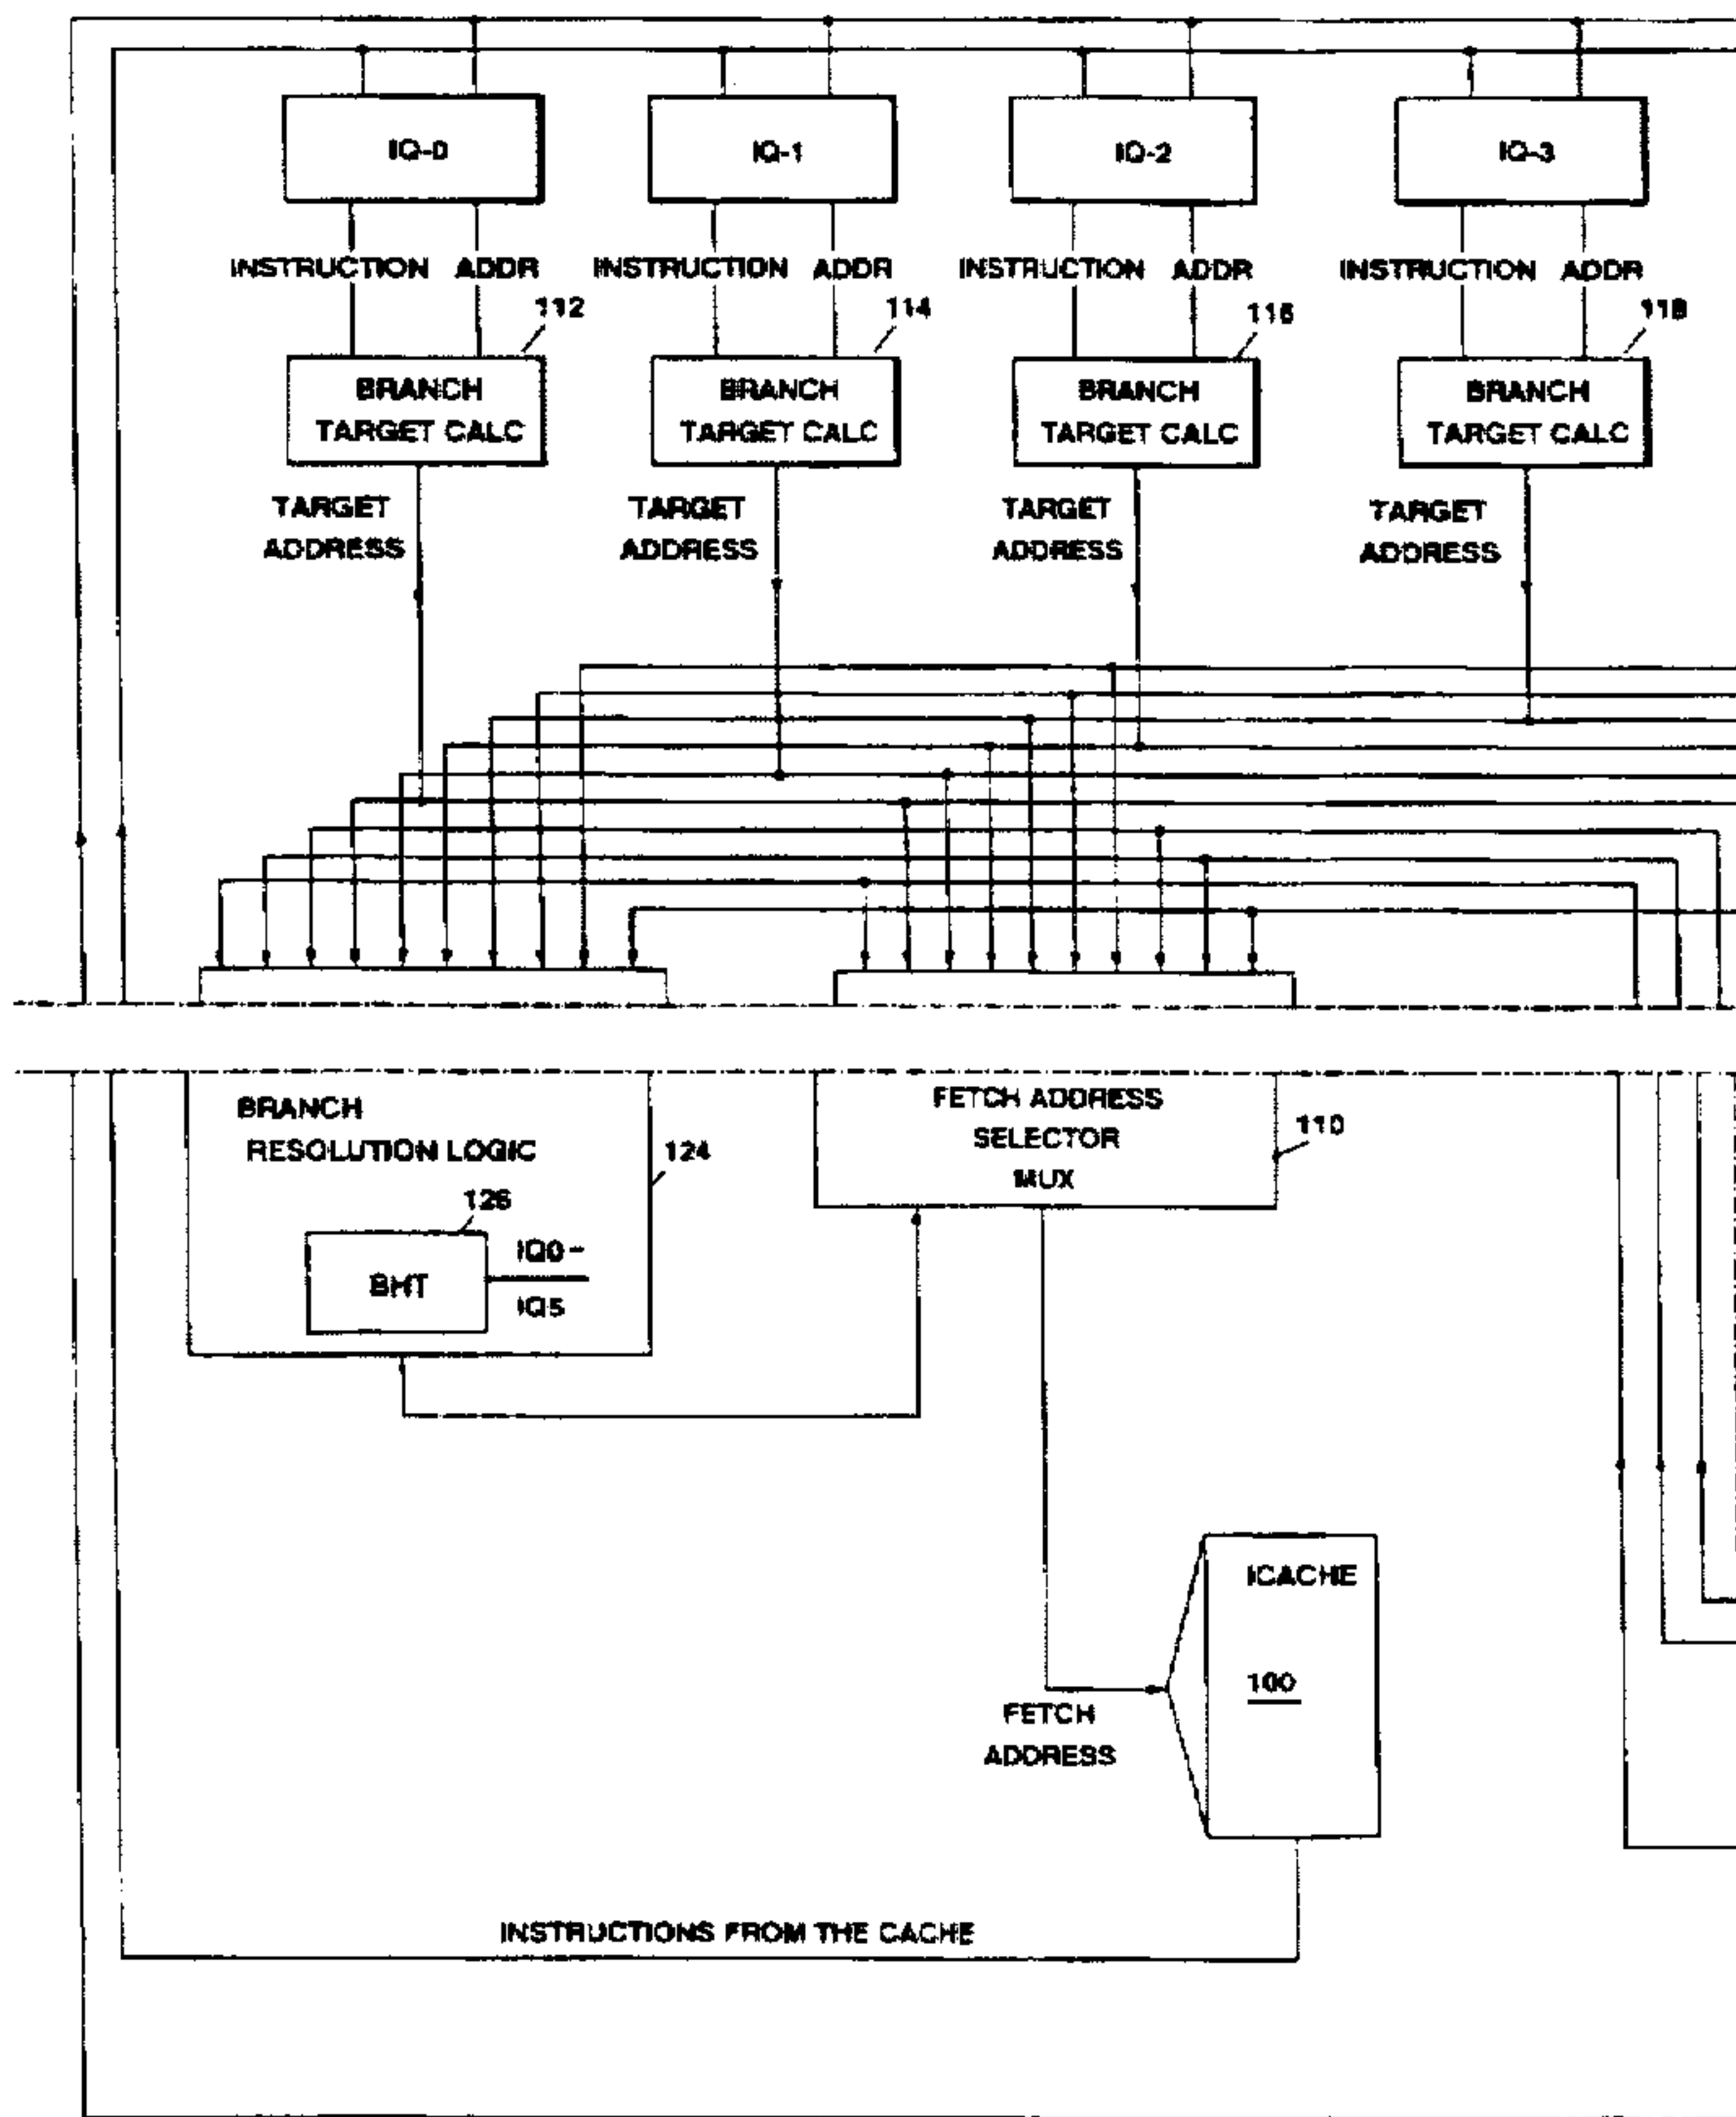 IQ-0
IQ-1
IQ-2
IQ-3
INSTRUCTION ADDR
INSTRUCTION ADDR
INSTRUCTION ADDR
INSTRUCTION ADDR
112
114
116
118
BRANCH
TARGET CALC
BRANCH
TARGET CALC
BRANCH
TARGET CALC
BRANCH
TARGET CALC
TARGET
ADDRESS
TARGET
ADDRESS
TARGET
ADDRESS
TARGET
ADDRESS
BRANCH
RESOLUTION LOGIC
124
126
BHT
IQ0-
IQ5
FETCH ADDRESS
SELECTOR
MUX
110
ICACHE
100
FETCH
ADDRESS
INSTRUCTIONS FROM THE CACHE